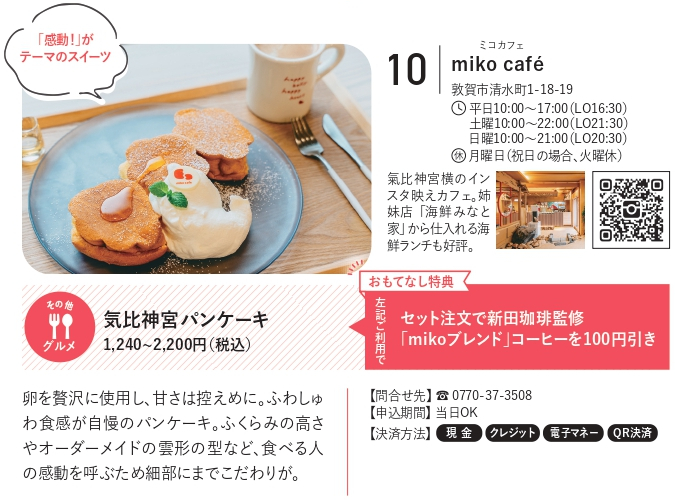 「感動！」が
テーマのスイーツ
10
ミコカフェ
miko café
敦賀市清水町1-18-19
平日10:00〜17:00（LO16:30）
土曜10:00〜22:00（LO21:30）
日曜10:00〜21:00（LO20:30）
休 月曜日（祝日の場合、火曜休）
氣比神宮横のイン
スタ映えカフェ。姉
妹店「海鮮みなと
家」から仕入れる海
鮮ランチも好評。
おもてなし特典
その他
グルメ
気比神宮パンケーキ
1,240~2,200円（税込）
左記ご利用で
セット注文で新田珈琲監修
「mikoブレンド」コーヒーを100円引き
卵を贅沢に使用し、甘さは控えめに。ふわしゅ
わ食感が自慢のパンケーキ。ふくらみの高さ
やオーダーメイドの雲形の型など、食べる人
の感動を呼ぶため細部にまでこだわりが。
【問合せ先】☎ 0770-37-3508
【申込期間】当日OK
【決済方法】現金 クレジット 電子マネー QR決済